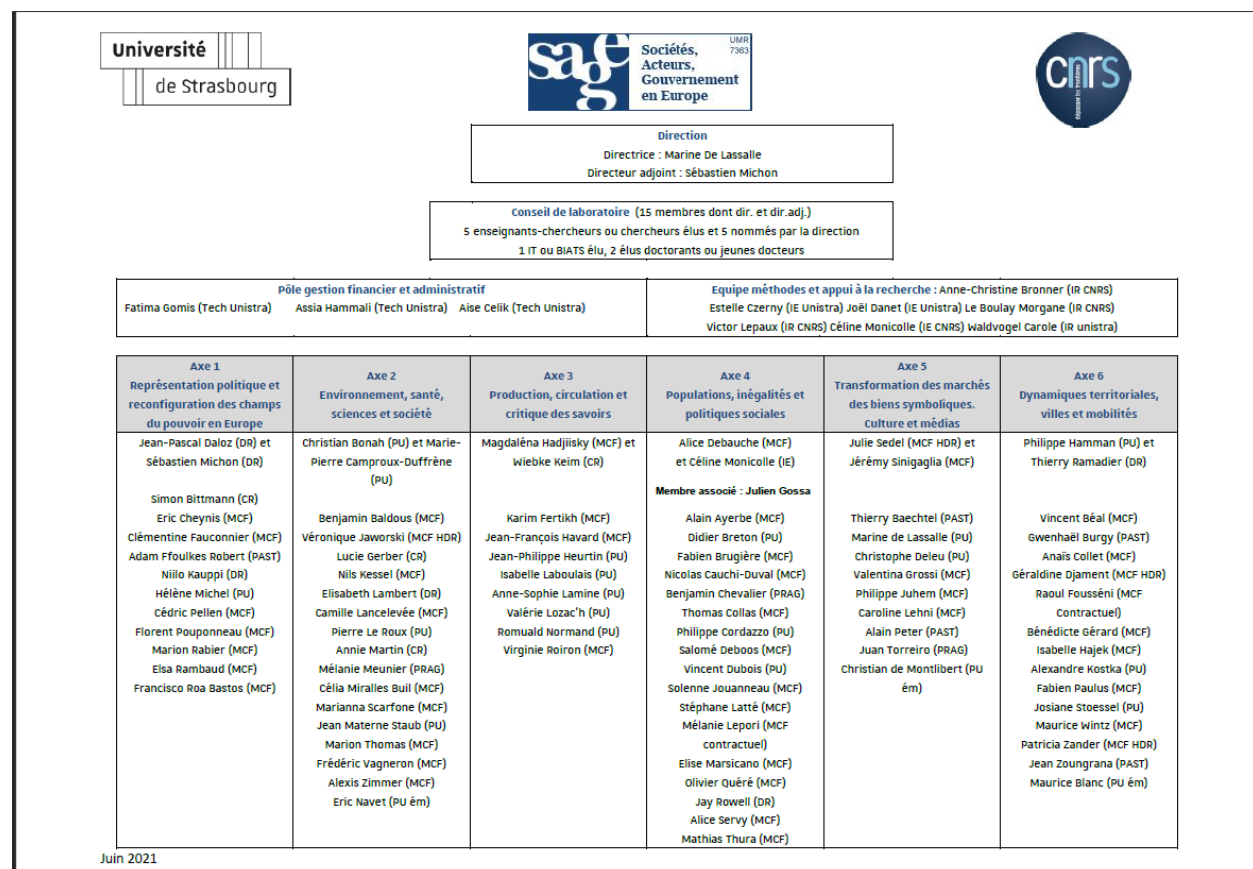 Université
de Strasbourg
sage
UMR
7363
Sociétés,
Acteurs,
Gouvernement
en Europe
cnrs
dépasser les frontières
Direction
Directrice : Marine De Lassalle
Directeur adjoint : Sébastien Michon
Conseil de laboratoire (15 membres dont dir. et dir.adj.)
5 enseignants-chercheurs ou chercheurs élus et 5 nommés par la direction
1 IT ou BIATS élu, 2 élus doctorants ou jeunes docteurs
Pôle gestion financier et administratif
Fatima Gomis (Tech Unistra) Assia Hammali (Tech Unistra) Aise Celik (Tech Unistra)
Equipe méthodes et appui à la recherche : Anne-Christine Bronner (IR CNRS)
Estelle Czerny (IE Unistra) Joël Danet (IE Unistra) Le Boulay Morgane (IR CNRS)
Victor Lepaux (IR CNRS) Céline Monicolle (IE CNRS) Waldvogel Carole (IR unistra)
Axe 1
Représentation politique et
reconfiguration des champs
du pouvoir en Europe
Jean-Pascal Daloz (DR) et
Sébastien Michon (DR)
Simon Bittmann (CR)
Eric Cheynis (MCF)
Clémentine Fauconnier (MCF)
Adam Ffoulkes Robert (PAST)
Niilo Kauppi (DR)
Hélène Michel (PU)
Cédric Pellen (MCF)
Florent Pouponneau (MCF)
Marion Rabier (MCF)
Elsa Rambaud (MCF)
Francisco Roa Bastos (MCF)
Axe 2
Environnement, santé,
sciences et société
Christian Bonah (PU) et Marie-
Pierre Camproux-Duffrène
(PU)
Benjamin Baldous (MCF)
Véronique Jaworski (MCF HDR)
Lucie Gerber (CR)
Nils Kessel (MCF)
Elisabeth Lambert (DR)
Camille Lancelevée (MCF)
Pierre Le Roux (PU)
Annie Martin (CR)
Mélanie Meunier (PRAG)
Célia Miralles Buil (MCF)
Marianna Scarfone (MCF)
Jean Materne Staub (PU)
Marion Thomas (MCF)
Frédéric Vagneron (MCF)
Alexis Zimmer (MCF)
Eric Navet (PU ém)
Axe 3
Production, circulation et
critique des savoirs
Magdaléna Hadjiisky (MCF) et
Wiebke Keim (CR)
Karim Fertikh (MCF)
Jean-François Havard (MCF)
Jean-Philippe Heurtin (PU)
Isabelle Laboulais (PU)
Anne-Sophie Lamine (PU)
Valérie Lozac'h (PU)
Romuald Normand (PU)
Virginie Roiron (MCF)
Axe 4
Populations, inégalités et
politiques sociales
Alice Debauche (MCF)
et Céline Monicolle (IE)
Membre associé : Julien Gossa
Alain Ayerbe (MCF)
Didier Breton (PU)
Fabien Brugière (MCF)
Nicolas Cauchi-Duval (MCF)
Benjamin Chevalier (PRAG)
Thomas Collas (MCF)
Philippe Cordazzo (PU)
Salomé Deboos (MCF)
Vincent Dubois (PU)
Solenne Jouanneau (MCF)
Stéphane Latté (MCF)
Mélanie Lepori (MCF
contractuel)
Elise Marsicano (MCF)
Olivier Quéré (MCF)
Jay Rowell (DR)
Alice Servy (MCF)
Mathias Thura (MCF)
Axe 5
Transformation des marchés
des biens symboliques.
Culture et médias
Julie Sedel (MCF HDR) et
Jérémy Sinigaglia (MCF)
Thierry Baechtel (PAST)
Marine de Lassalle (PU)
Christophe Deleu (PU)
Valentina Grossi (MCF)
Philippe Juhem (MCF)
Caroline Lehni (MCF)
Alain Peter (PAST)
Juan Torreiro (PRAG)
Christian de Montlibert (PU
ém)
Axe 6
Dynamiques territoriales,
villes et mobilités
Philippe Hamman (PU) et
Thierry Ramadier (DR)
Vincent Béal (MCF)
Gwenhaël Burgy (PAST)
Anaïs Collet (MCF)
Géraldine Djament (MCF HDR)
Raoul Fousséni (MCF
Contractuel)
Bénédicte Gérard (MCF)
Isabelle Hajek (MCF)
Alexandre Kostka (PU)
Fabien Paulus (MCF)
Josiane Stoessel (PU)
Maurice Wintz (MCF)
Patricia Zander (MCF HDR)
Jean Zoungrana (PAST)
Maurice Blanc (PU ém)
Juin 2021